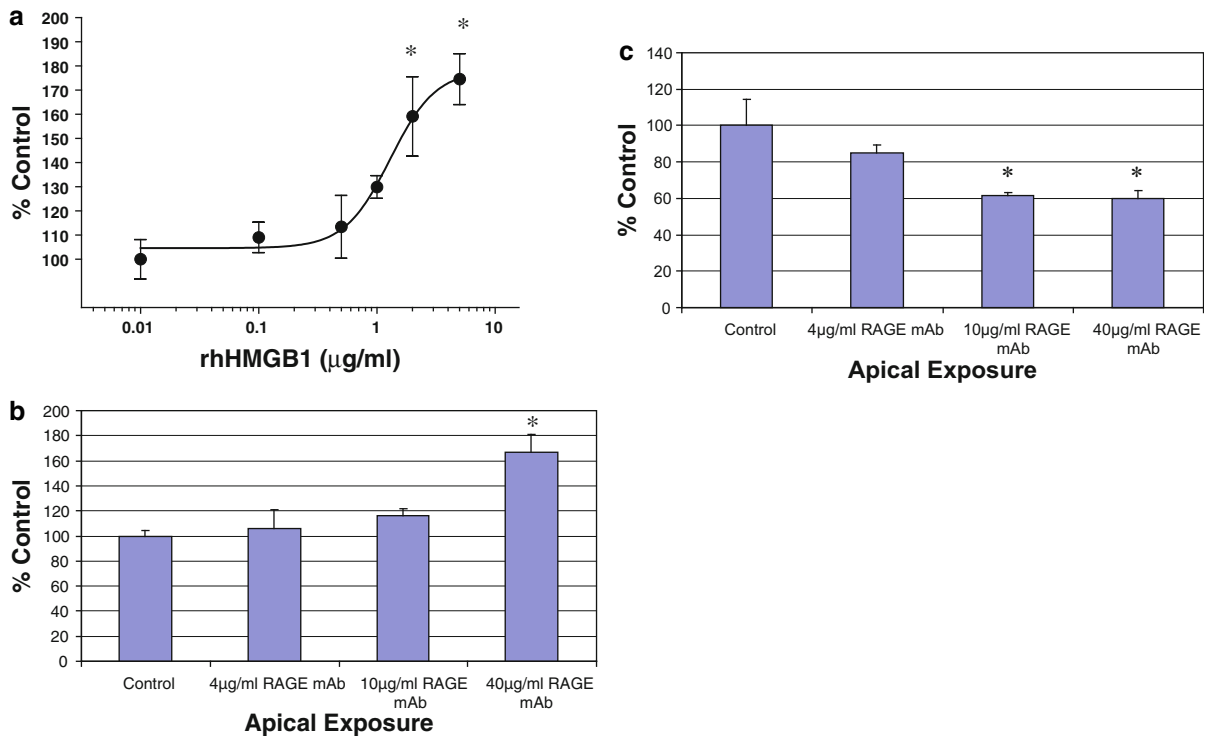 a
200
190
180
170
160
150
140
130
120
110
100
% Control
* *
0.01 0.1 1 10
rhHMGB1 (μg/ml)
b
200
180
160
140
120
100
80
60
40
20
0
% Control
*
Control 4μg/ml RAGE mAb 10μg/ml RAGE mAb 40μg/ml RAGE mAb
Apical Exposure
c
140
120
100
80
60
40
20
0
% Control
* *
Control 4μg/ml RAGE mAb 10μg/ml RAGE mAb 40μg/ml RAGE mAb
Apical Exposure